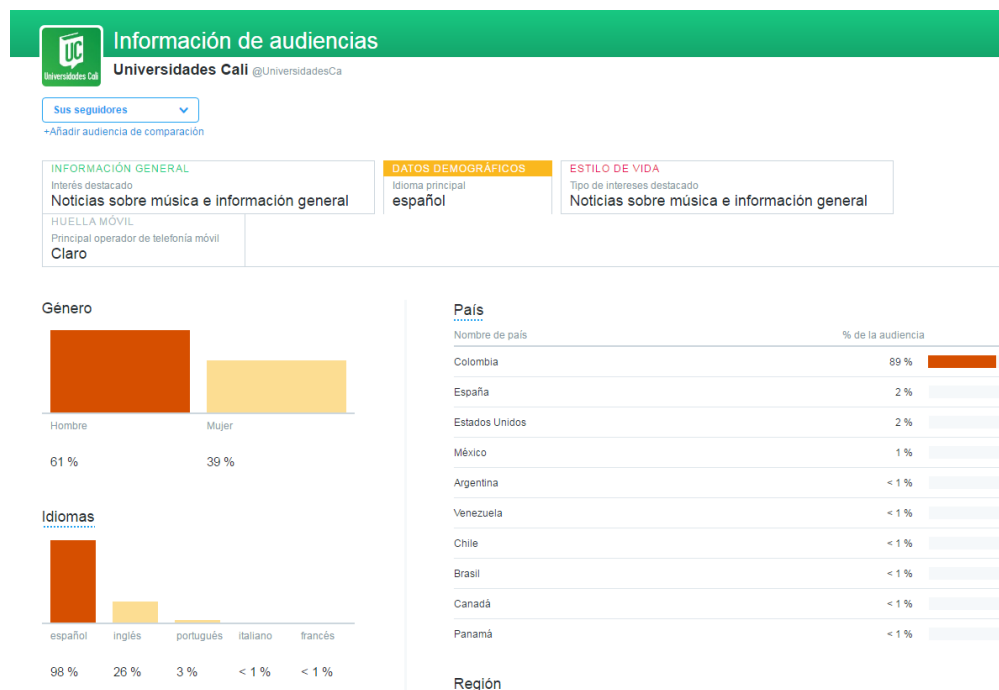 UC
Universidades Cali
Información de audiencias
Universidades Cali @UniversidadesCa
Sus seguidores
+Añadir audiencia de comparación
INFORMACIÓN GENERAL
Interés destacado
Noticias sobre música e información general
DATOS DEMOGRÁFICOS
Idioma principal
español
ESTILO DE VIDA
Tipo de intereses destacado
Noticias sobre música e información general
HUELLA MÓVIL
Principal operador de telefonía móvil
Claro
Género
Hombre Mujer
61 % 39 %
Idiomas
español inglés portugués italiano francés
98 % 26 % 3 % < 1 % < 1 %
País
Nombre de país % de la audiencia
Colombia 89 %
España 2 %
Estados Unidos 2 %
México 1 %
Argentina < 1 %
Venezuela < 1 %
Chile < 1 %
Brasil < 1 %
Canadá < 1 %
Panamá < 1 %
Región